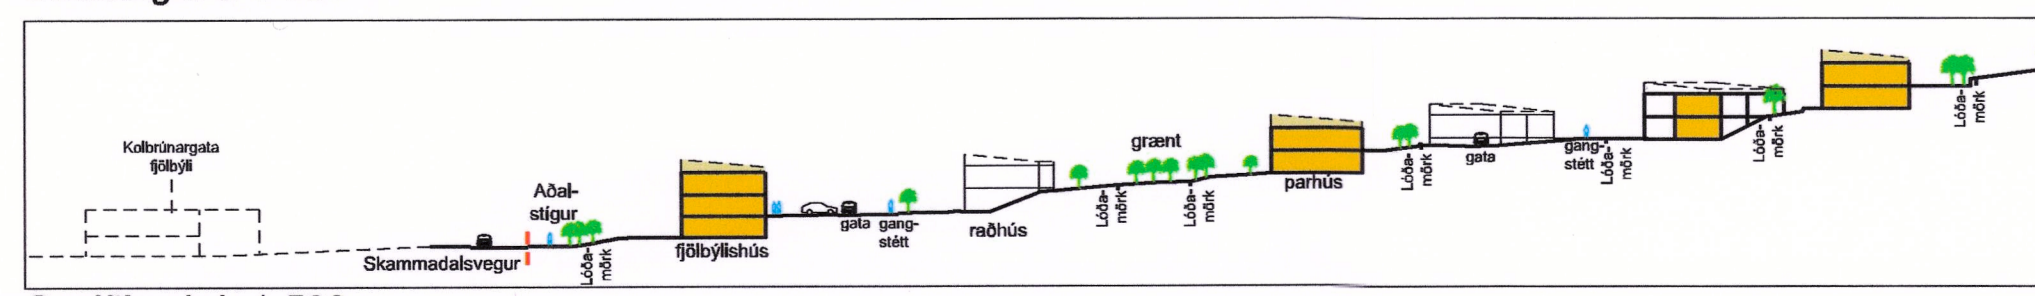 Kolbrúnargata
fjölbýli
Skammadalsvegur
Aðal-
stígur
Lóða-
mörk
fjölbýlishús
gata
gang-
stétt
raðhús
Lóða-
mörk
grænt
Lóða-
mörk
parhús
Lóða-
mörk
gata
gang-
stétt
Lóða-
mörk
Lóða-
mörk
Lóða-
mörk